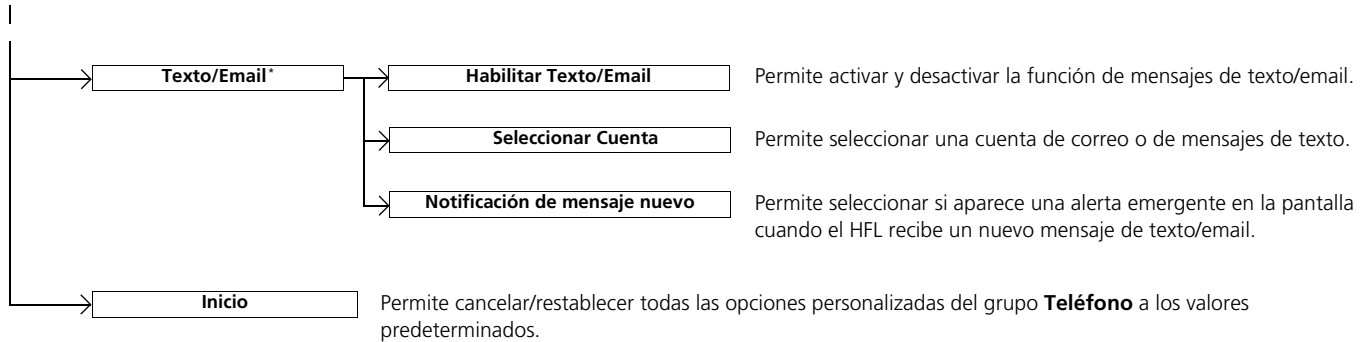 Texto/Email*
Habilitar Texto/Email
Permite activar y desactivar la función de mensajes de texto/email.
Seleccionar Cuenta
Permite seleccionar una cuenta de correo o de mensajes de texto.
Notificación de mensaje nuevo
Permite seleccionar si aparece una alerta emergente en la pantalla
cuando el HFL recibe un nuevo mensaje de texto/email.
Inicio
Permite cancelar/restablecer todas las opciones personalizadas del grupo Teléfono a los valores
predeterminados.